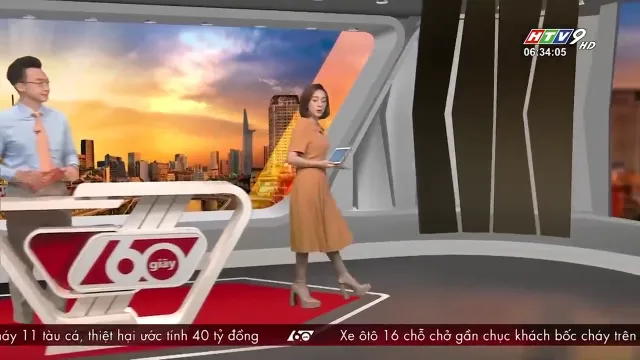 HTV9 HD
06:34:05
60 giây
háy 11 tàu cá, thiệt hại ước tính 40 tỷ đồng 60 Xe ôtô 16 chỗ chở gần chục khách bốc cháy trên